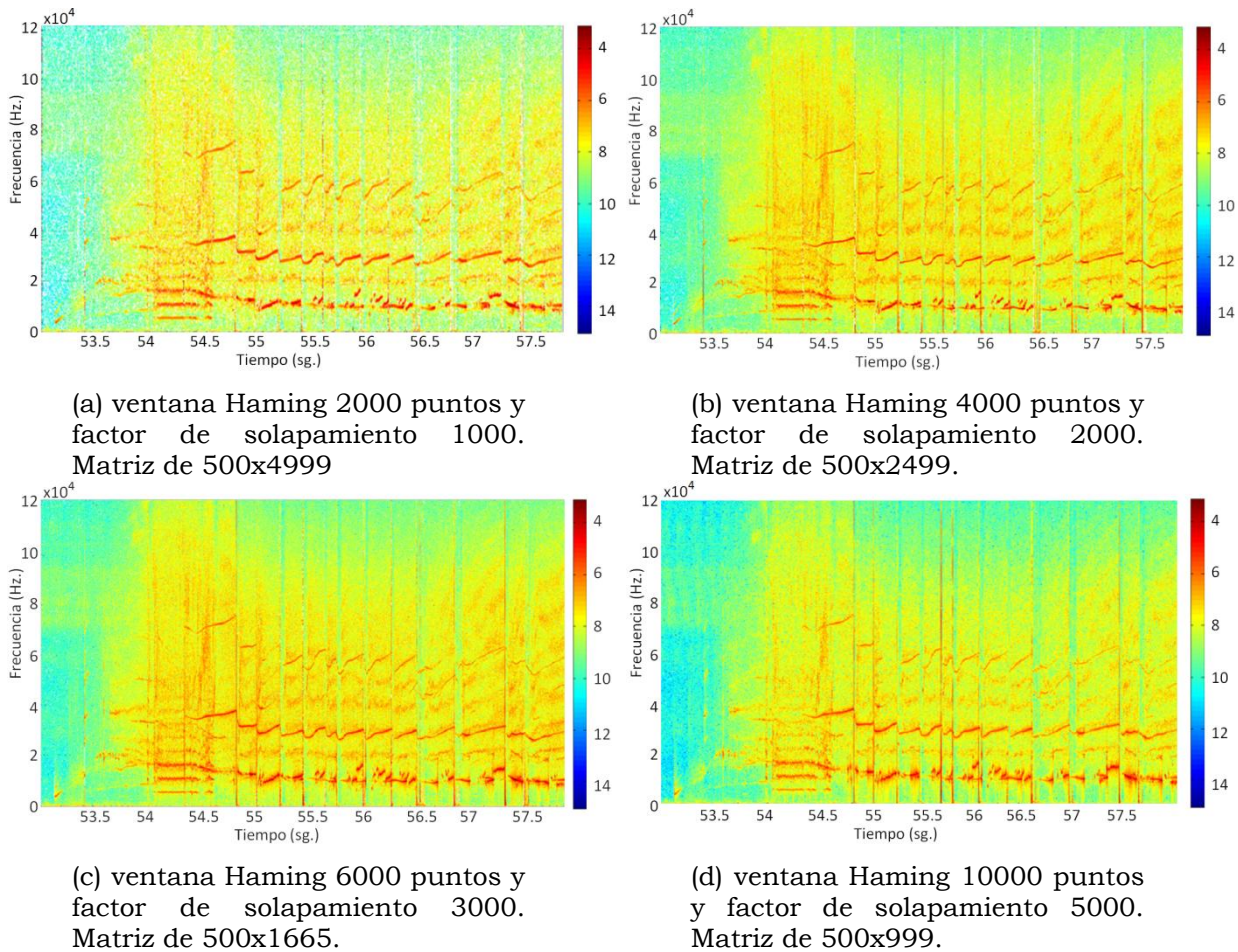 x10⁴
12
10
8
6
4
2
0
Frecuencia (Hz.)
53.5 54 54.5 55 55.5 56 56.5 57 57.5
Tiempo (sg.)
4
6
8
10
12
14
(a) ventana Haming 2000 puntos y
factor de solapamiento 1000.
Matriz de 500x4999
x10⁴
12
10
8
6
4
2
0
Frecuencia (Hz.)
53.5 54 54.5 55 55.5 56 56.5 57 57.5
Tiempo (sg.)
4
6
8
10
12
14
(b) ventana Haming 4000 puntos y
factor de solapamiento 2000.
Matriz de 500x2499.
x10⁴
12
10
8
6
4
2
0
Frecuencia (Hz.)
53.5 54 54.5 55 55.5 56 56.5 57 57.5
Tiempo (sg.)
4
6
8
10
12
14
(c) ventana Haming 6000 puntos y
factor de solapamiento 3000.
Matriz de 500x1665.
x10⁴
12
10
8
6
4
2
0
Frecuencia (Hz.)
53.5 54 54.5 55 55.5 56 56.5 57 57.5
Tiempo (sg.)
4
6
8
10
12
14
(d) ventana Haming 10000 puntos
y factor de solapamiento 5000.
Matriz de 500x999.